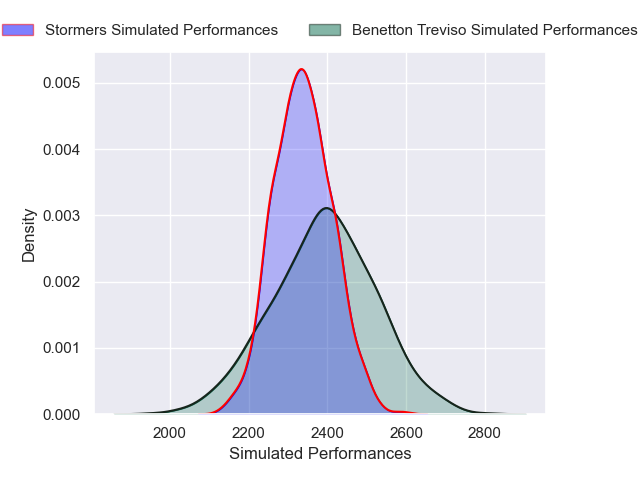 Stormers Simulated Performances Benetton Treviso Simulated Performances
0.005
0.004
0.003
0.002
0.001
0.000
Density
2000 2200 2400 2600 2800
Simulated Performances